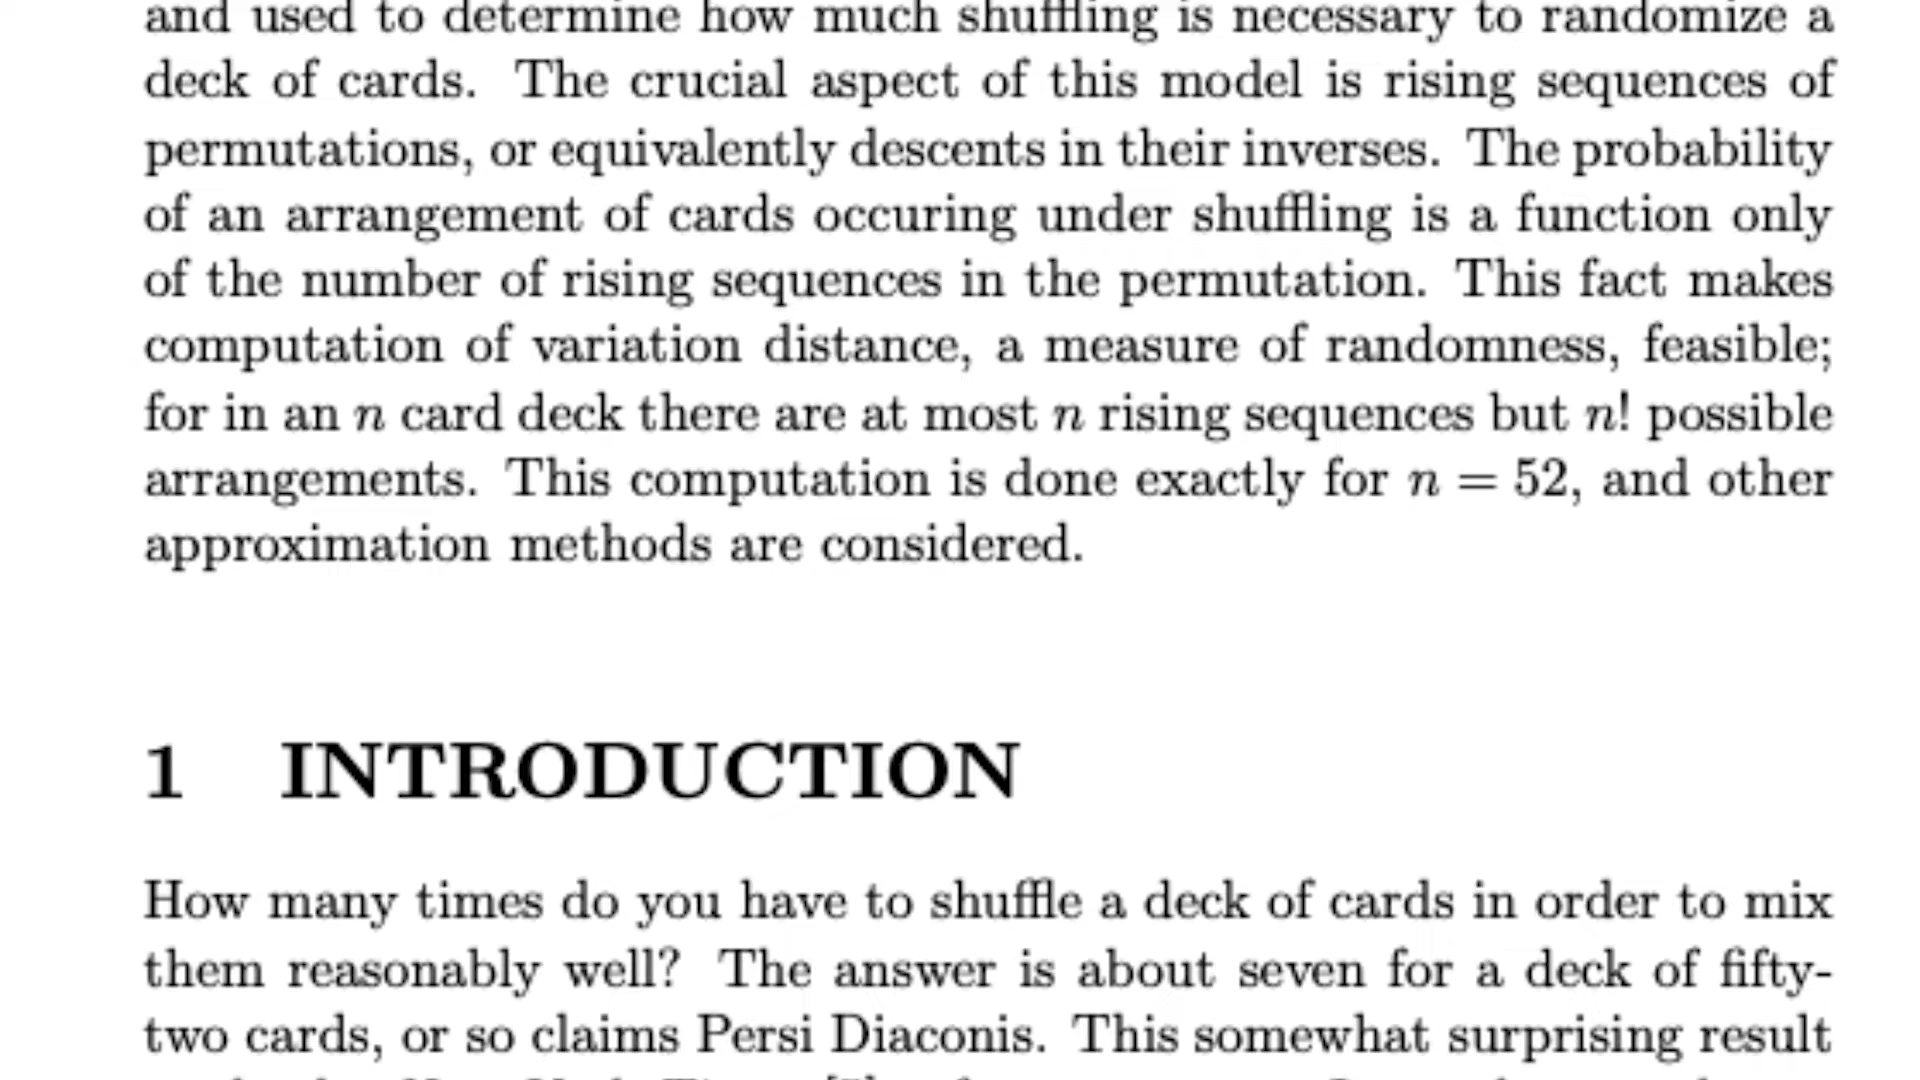 and used to determine how much shuffling is necessary to randomize a
deck of cards. The crucial aspect of this model is rising sequences of
permutations, or equivalently descents in their inverses. The probability
of an arrangement of cards occuring under shuffling is a function only
of the number of rising sequences in the permutation. This fact makes
computation of variation distance, a measure of randomness, feasible;
for in an n card deck there are at most n rising sequences but n! possible
arrangements. This computation is done exactly for n = 52, and other
approximation methods are considered.
1 INTRODUCTION
How many times do you have to shuffle a deck of cards in order to mix
them reasonably well? The answer is about seven for a deck of fifty-
two cards, or so claims Persi Diaconis. This somewhat surprising result